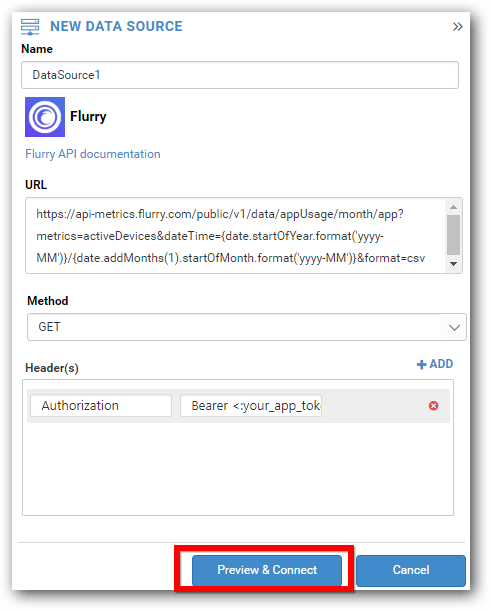 NEW DATA SOURCE
Name
DataSource1
Flurry
Flurry API documentation
URL
https://api-metrics.flurry.com/public/v1/data/appUsage/month/app?
metrics=activeDevices&dateTime={date.startOfYear.format('yyyy-
MM')}/{date.addMonths(1).startOfMonth.format('yyyy-MM')}&format=csv
Method
GET
Header(s)
ADD
Authorization
Bearer <:your_app_tok
Preview & Connect
Cancel